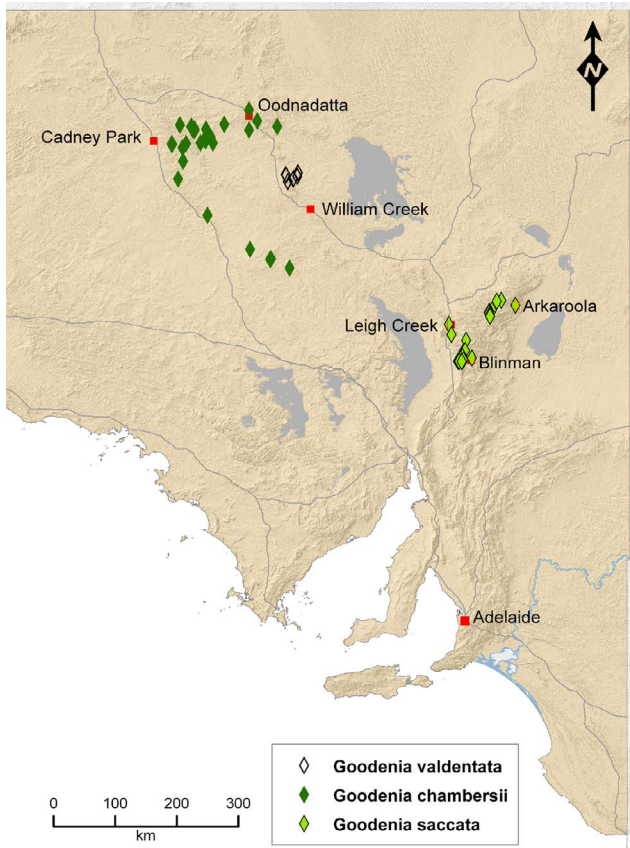 N
Oodnadatta
Cadney Park
William Creek
Arkaroola
Leigh Creek
Blinman
Adelaide
Goodenia valdentata
Goodenia chambersii
Goodenia saccata
0 100 200 300
km